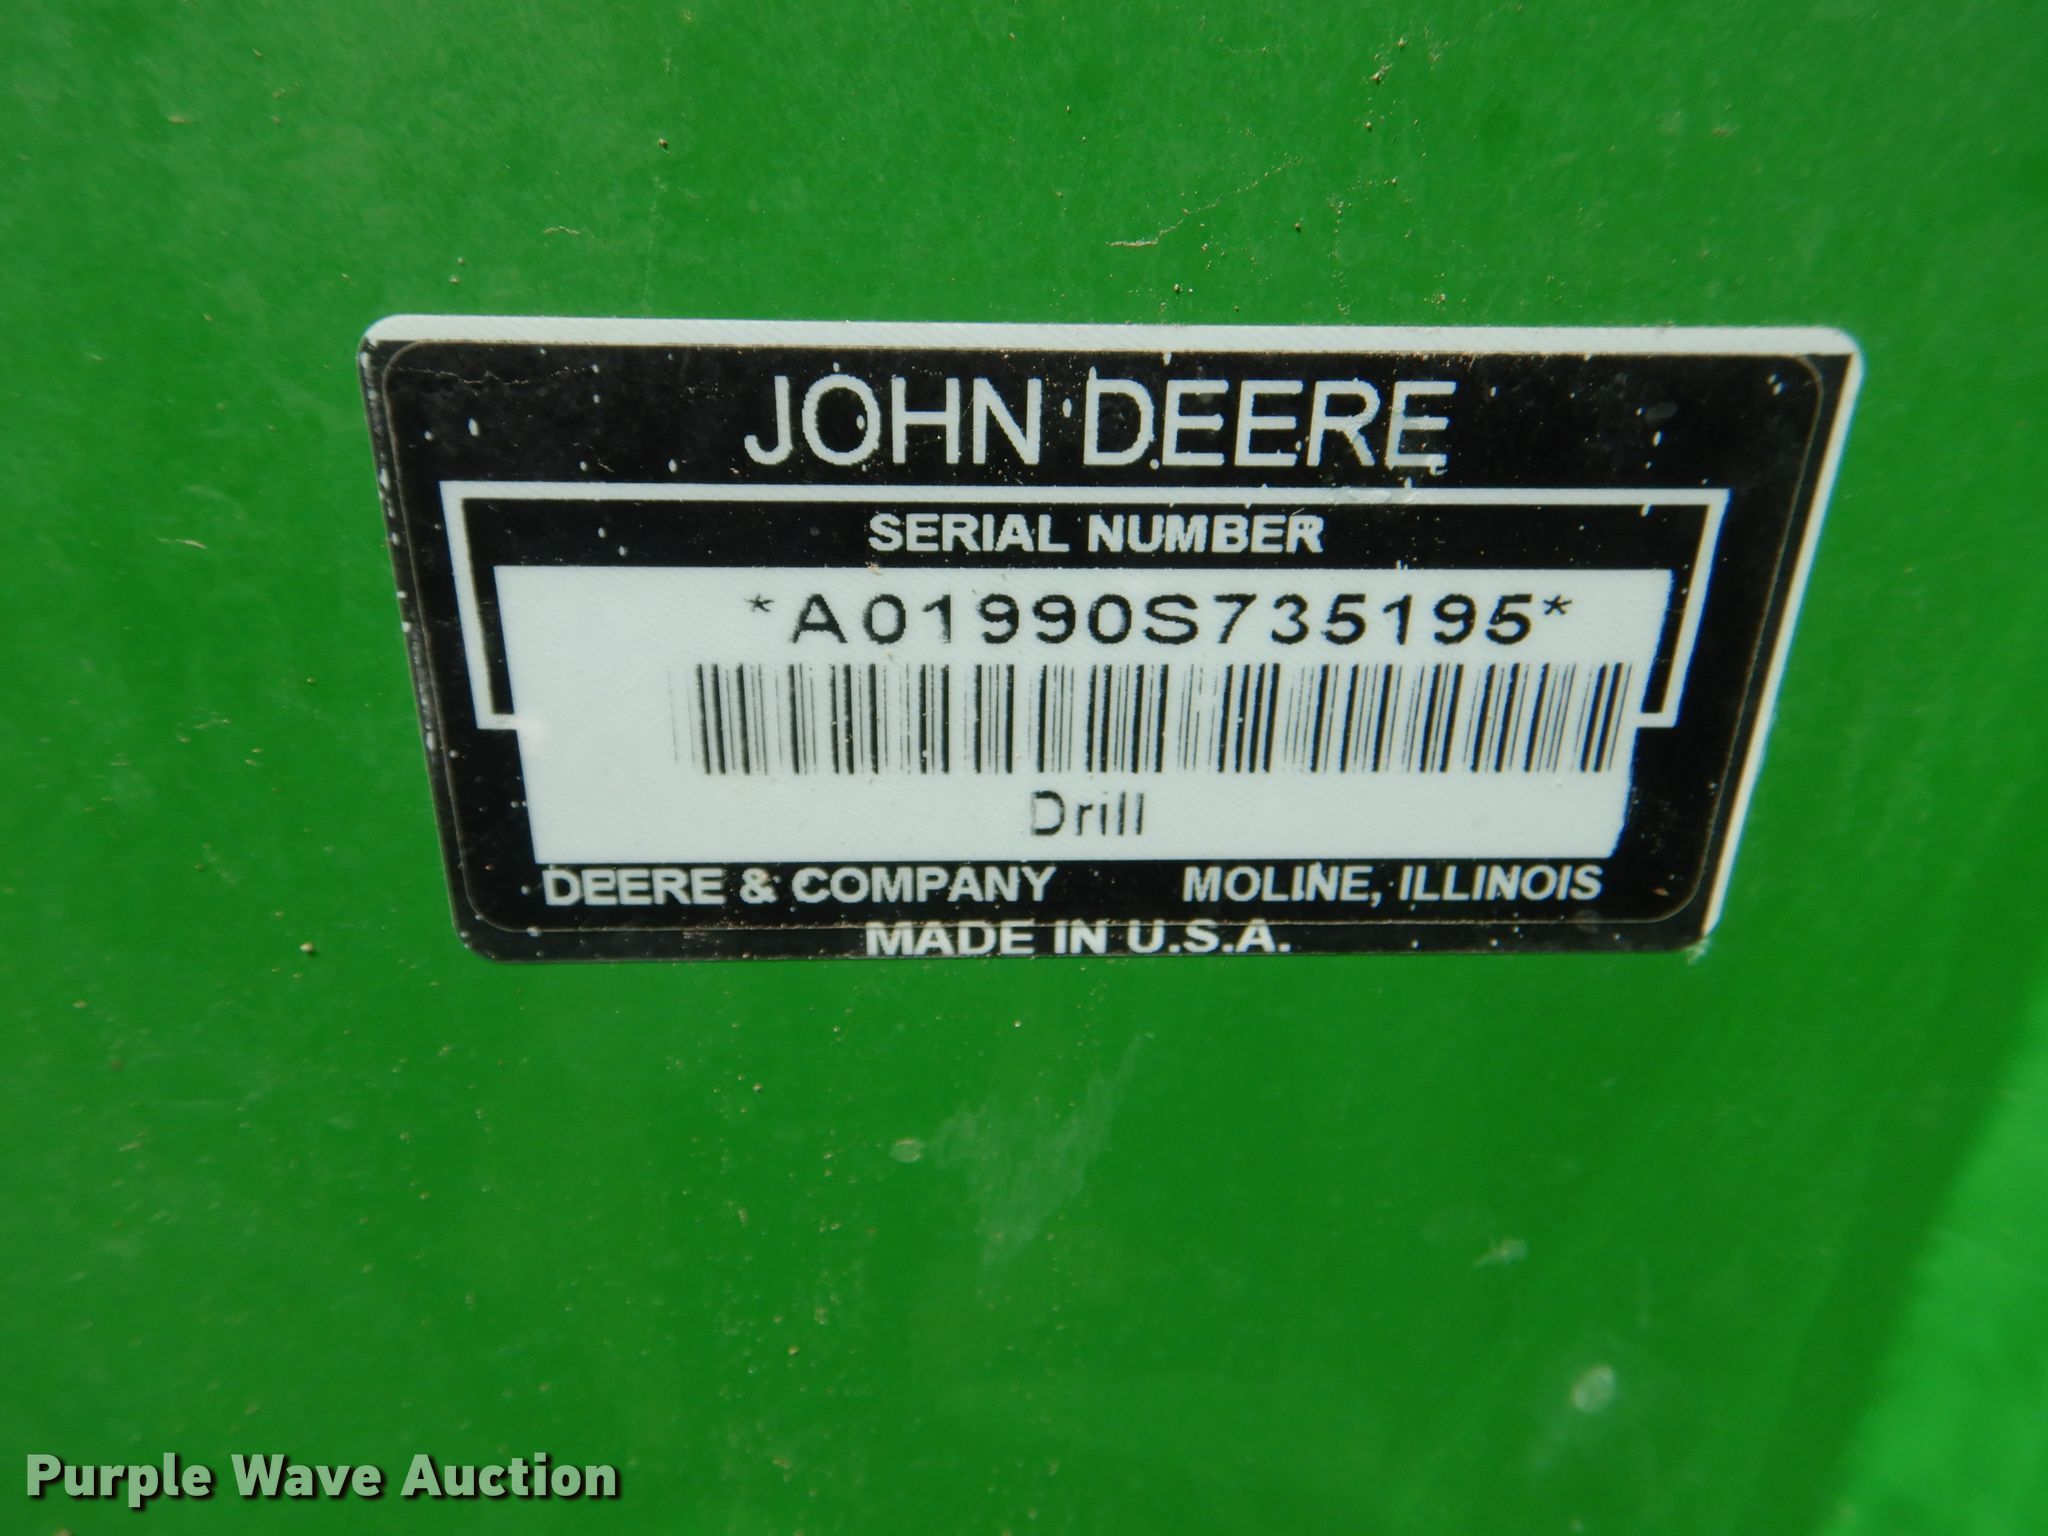 JOHN DEERE
SERIAL NUMBER
*A01990S735195*
Drill
DEERE & COMPANY MOLINE, ILLINOIS
MADE IN U.S.A.
Purple Wave Auction